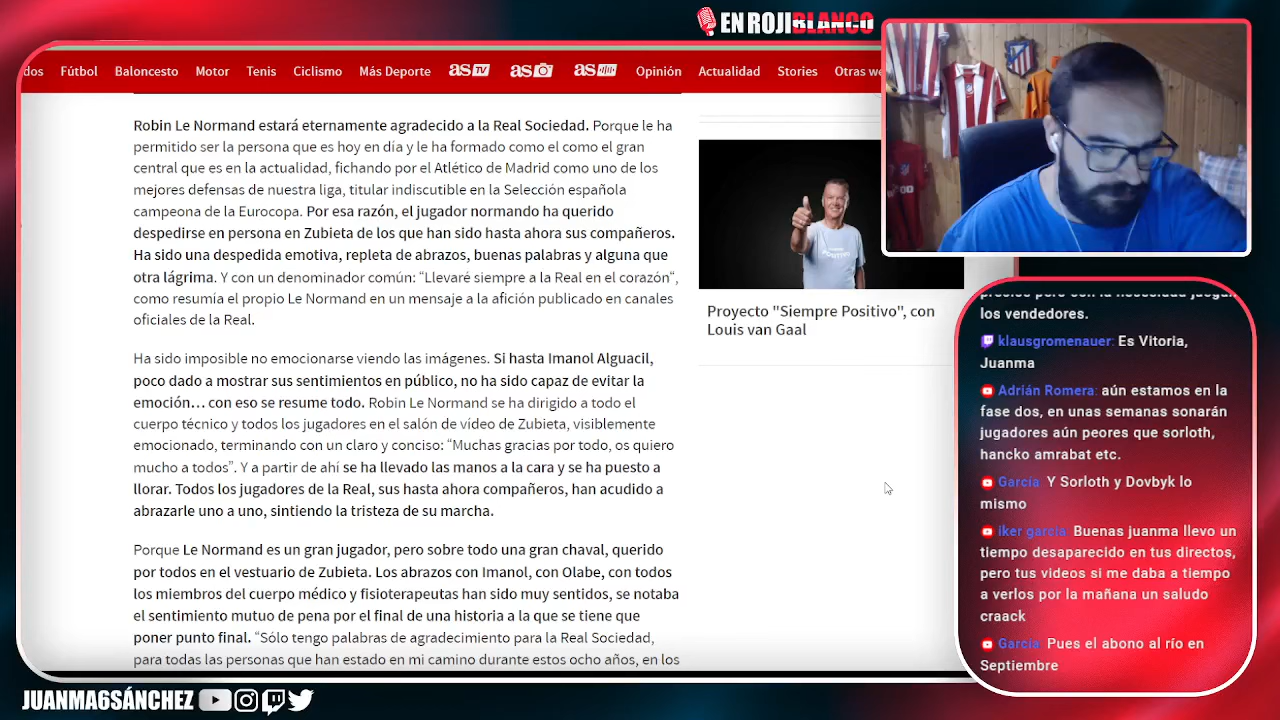 EN ROJIBLANCO
dos Fútbol Baloncesto Motor Tenis Ciclismo Más Deporte as TV as as Opinión Actualidad Stories Otras we
Robin Le Normand estará eternamente agradecido a la Real Sociedad. Porque le ha
permitido ser la persona que es hoy en día y le ha formado como el como el gran
central que es en la actualidad, fichando por el Atlético de Madrid como uno de los
mejores defensas de nuestra liga, titular indiscutible en la Selección española
campeona de la Eurocopa. Por esa razón, el jugador normando ha querido
despedirse en persona en Zubieta de los que han sido hasta ahora sus compañeros.
Ha sido una despedida emotiva, repleta de abrazos, buenas palabras y alguna que
otra lágrima. Y con un denonminador común: “Llevaré siempre a la Real en el corazón“,
como resumía el propio Le Normand en un mensaje a la afición publicado en canales
oficiales de la Real.
Ha sido imposible no emocionarse viendo las imágenes. Si hasta Imanol Alguacil,
poco dado a mostrar sus sentimientos en público, no ha sido capaz de evitar la
emoción… con eso se resume todo. Robin Le Normand se ha dirigido a todo el
cuerpo técnico y todos los jugadores en el salón de vídeo de Zubieta, visiblemente
emocionado, terminando con un claro y conciso: “Muchas gracias por todo, os quiero
mucho a todos”. Y a partir de ahí se ha llevado las manos a la cara y se ha puesto a
llorar. Todos los jugadores de la Real, sus hasta ahora compañeros, han acudido a
abrazarle uno a uno, sintiendo la tristeza de su marcha.
Porque Le Normand es un gran jugador, pero sobre todo una gran chaval, querido
por todos en el vestuario de Zubieta. Los abrazos con Imanol, con Olabe, con todos
los miembros del cuerpo médico y fisioterapeutas han sido muy sentidos, se notaba
el sentimiento mutuo de pena por el final de una historia a la que se tiene que
poner punto final. “Sólo tengo palabras de agradecimiento para la Real Sociedad,
para todas las personas que han estado en mi camino durante estos ocho años, en los
Proyecto "Siempre Positivo", con
Louis van Gaal
precios pero con la necesidad juegan
los vendedores.
klausgromenauer: Es Vitoria,
Juanma
Adrián Romera: aún estamos en la
fase dos, en unas semanas sonarán
jugadores aún peores que sorloth,
hancko amrabat etc.
García: Y Sorloth y Dovbyk lo
mismo
iker garcia: Buenas juanma llevo un
tiempo desaparecido en tus directos,
pero tus videos si me daba a tiempo
a verlos por la mañana un saludo
craack
García: Pues el abono al río en
Septiembre
JUANMA6SÁNCHEZ